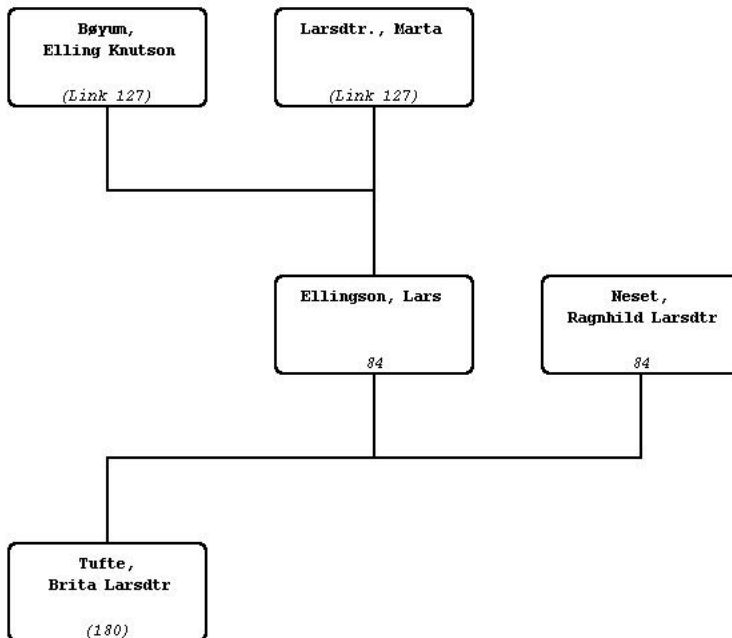 Bøyum,
Elling Knutson
(Link 127)
Larsdtr., Marta
(Link 127)
Ellingson, Lars
84
Neset,
Ragnhild Larsdtr
84
Tufte,
Brita Larsdtr
(180)